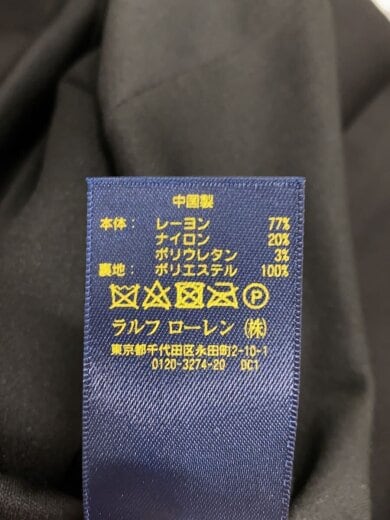 中国製
本体: レーヨン 77%
ナイロン 20%
ポリウレタン 3%
裏地: ポリエステル 100%
P
ラルフ ローレン (株)
東京都千代田区永田町2-10-1
0120-3274-20 DC1